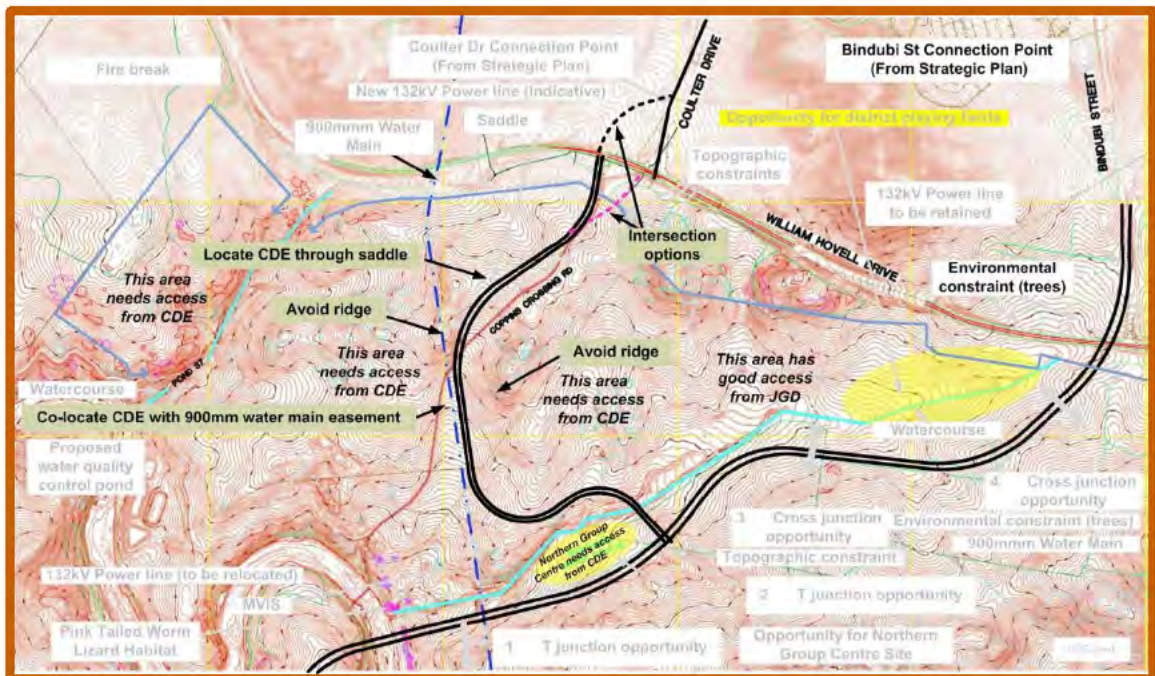 Fire break
Coulter Dr Connection Point
(From Strategic Plan)
New 132kV Power line (Indicative)
Saddle
900mmm Water
Main
COULTER DRIVE
Bindubi St Connection Point
(From Strategic Plan)
BINDUBI STREET
Opportunity for district playing fields
Topographic
constraints
132kV Power line
to be retained
WILLIAM HOVELL DRIVE
Locate CDE through saddle
Intersection
options
Environmental
constraint (trees)
This area
needs access
from CDE
Avoid ridge
COPPINS CROSSING RD
This area
needs access
from CDE
Avoid ridge
This area
needs access
from CDE
This area has
good access
from JGD
Watercourse
POND ST
Co-locate CDE with 900mm water main easement
Watercourse
Proposed
water quality
control pond
4 Cross junction
opportunity
3 Cross junction
opportunity
Environmental constraint (trees)
Topographic constraint
900mmm Water Main
Northern Group
Centre needs access
from CDE
132kV Power line (to be relocated)
MVIS
2 T junction opportunity
Pink Tailed Worm
Lizard Habitat
1 T junction opportunity
Opportunity for Northern
Group Centre Site